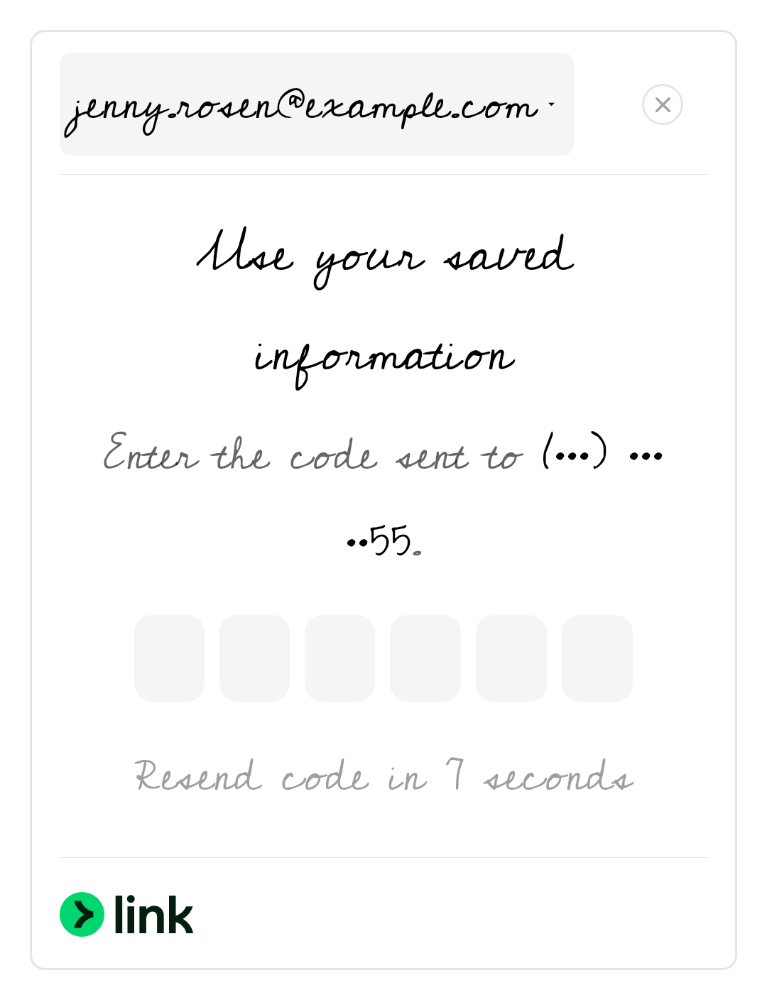 jenny.rosen@example.com
Use your saved
information
Enter the code sent to (•••) •••
••55.
Resend code in 7 seconds
link